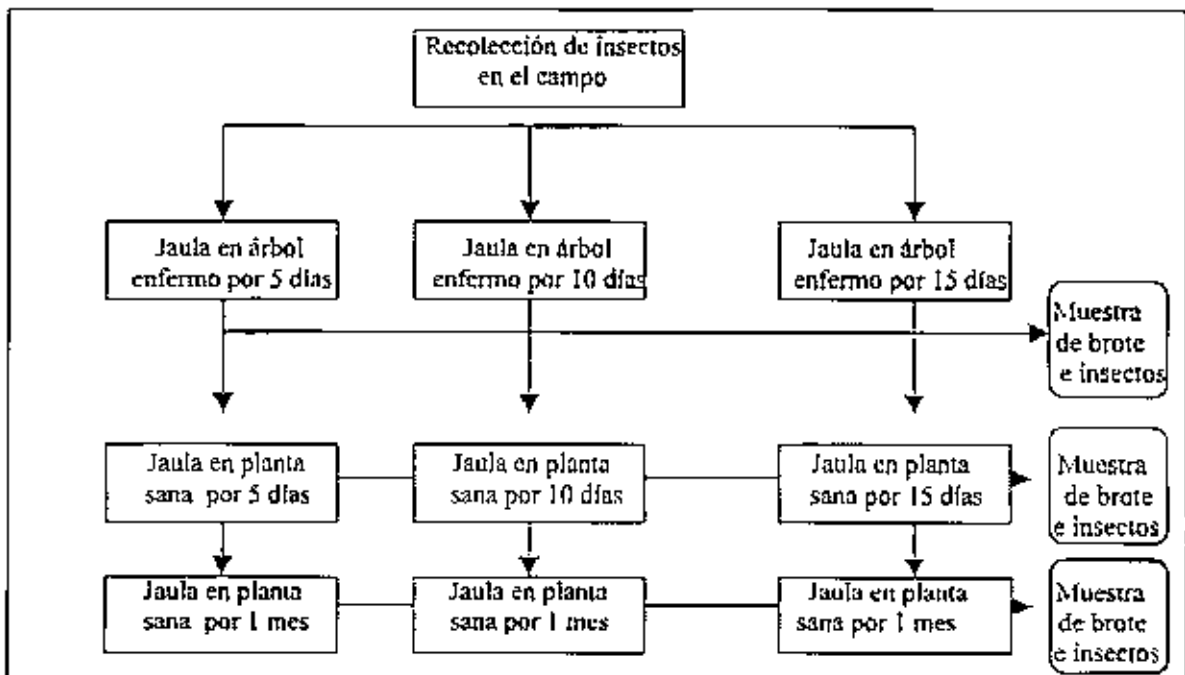 Recolección de insectos
en el campo
Jaula en árbol
enfermo por 5 días
Jaula en árbol
enfermo por 10 días
Jaula en árbol
enfermo por 15 días
Muestra
de brote
e insectos
Jaula en planta
sana por 5 días
Jaula en planta
sana por 10 días
Jaula en planta
sana por 15 días
Muestra
de brote
e insectos
Jaula en planta
sana por 1 mes
Jaula en planta
sana por 1 mes
Jaula en planta
sana por 1 mes
Muestra
de brote
e insectos